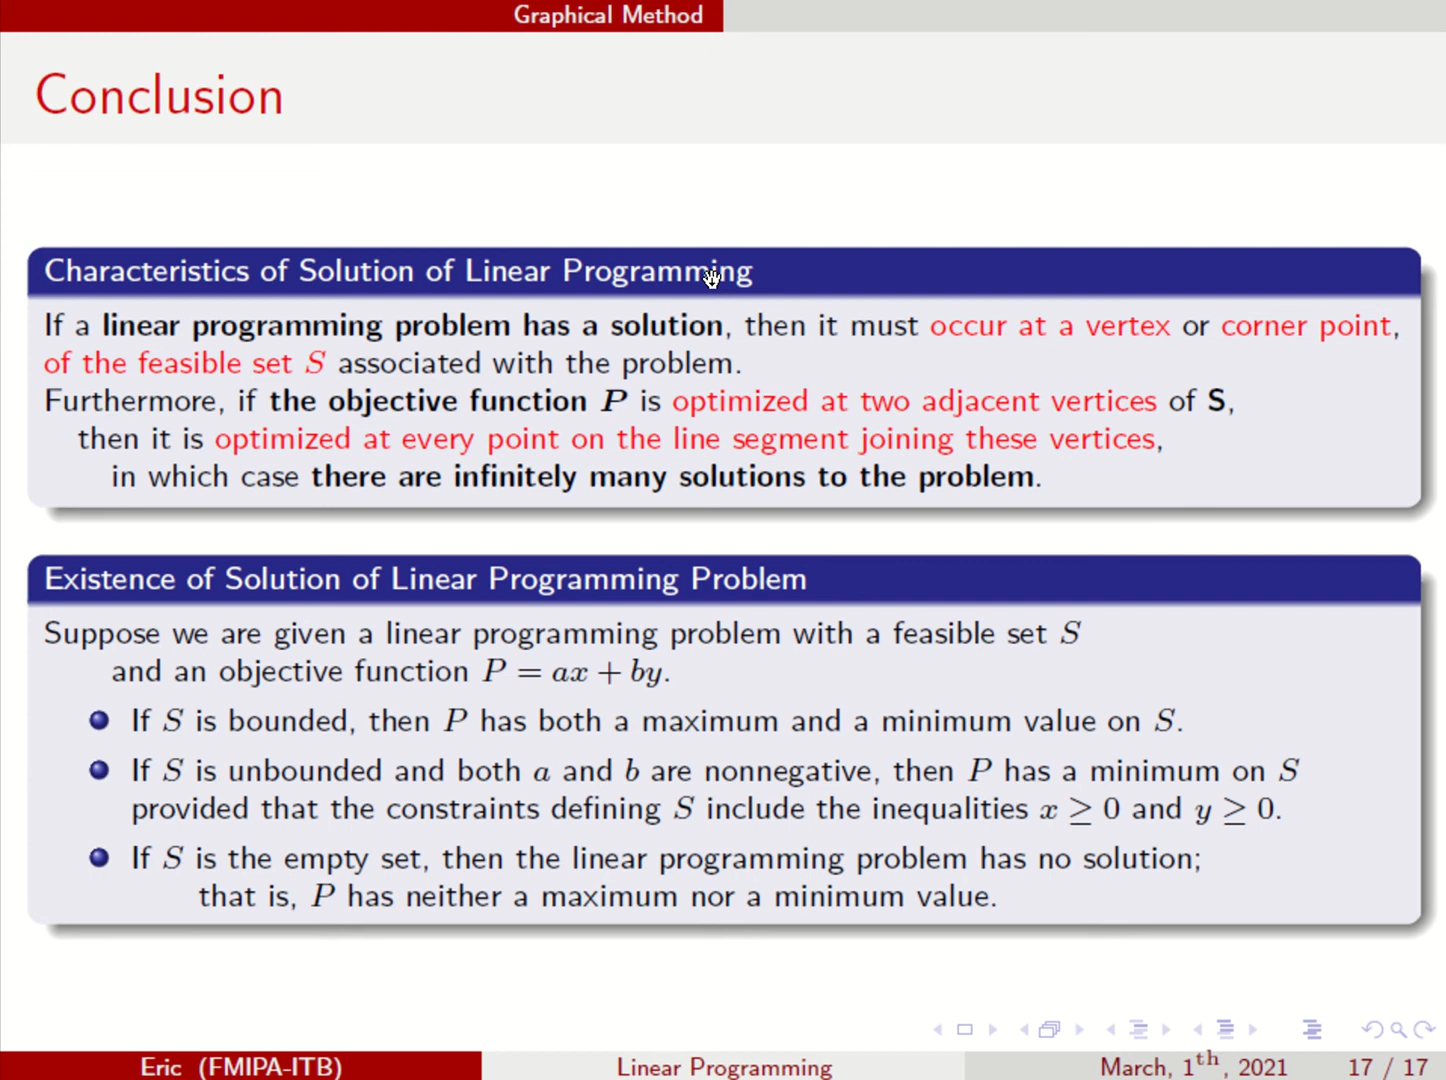 Graphical Method
Conclusion
Characteristics of Solution of Linear Programming
If a linear programming problem has a solution, then it must occur at a vertex or corner point,
of the feasible set S associated with the problem.
Furthermore, if the objective function P is optimized at two adjacent vertices of S,
then it is optimized at every point on the line segment joining these vertices,
in which case there are infinitely many solutions to the problem.
Existence of Solution of Linear Programming Problem
Suppose we are given a linear programming problem with a feasible set S
and an objective function P = ax + by.
If S is bounded, then P has both a maximum and a minimum value on S.
If S is unbounded and both a and b are nonnegative, then P has a minimum on S
provided that the constraints defining S include the inequalities x ≥ 0 and y ≥ 0.
If S is the empty set, then the linear programming problem has no solution;
that is, P has neither a maximum nor a minimum value.
Eric (FMIPA-ITB) Linear Programming March, 1th, 2021 17 / 17